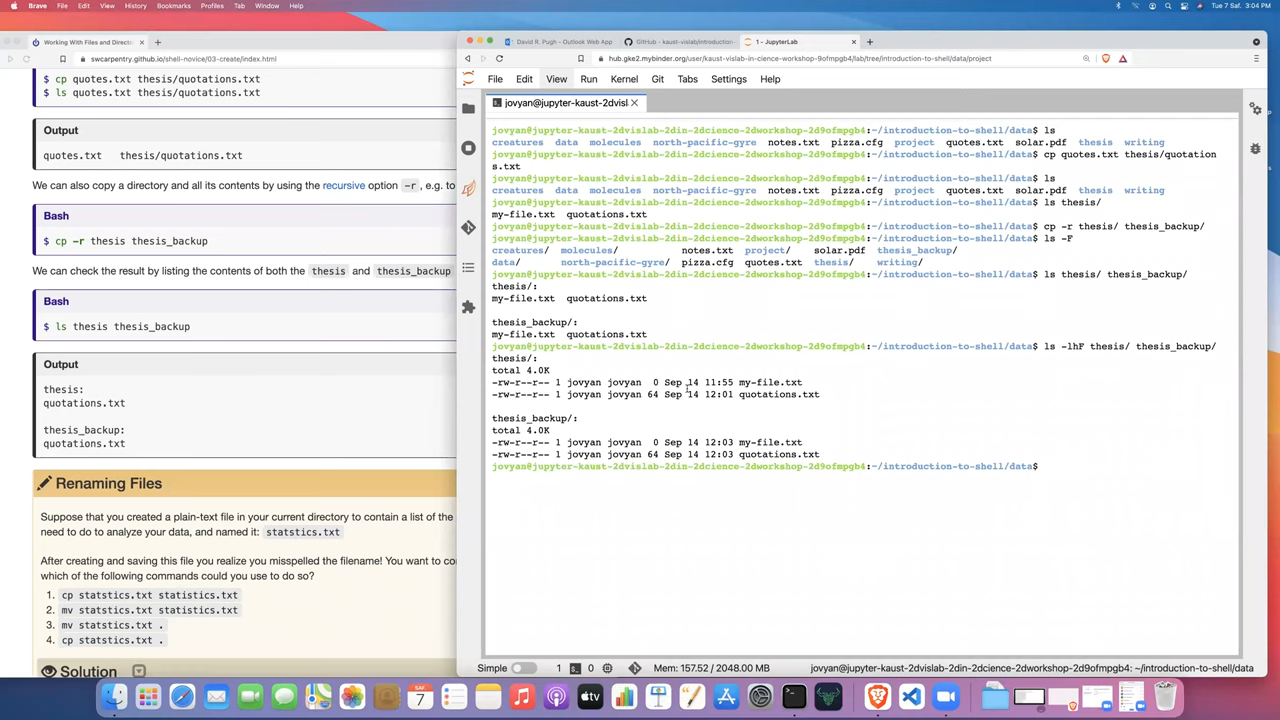 Brave File Edit View History Bookmarks Profiles Tab Window Help
Tue 7 Saf. 3:04 PM
Working With Files and Direct
swcarpentry.github.io/shell-novice/03-create/index.html
$ cp quotes.txt thesis/quotations.txt
$ ls quotes.txt thesis/quotations.txt
Output
quotes.txt thesis/quotations.txt
We can also copy a directory and all its contents by using the recursive option -r, e.g. to
Bash
$ cp -r thesis thesis_backup
We can check the result by listing the contents of both the thesis and thesis_backup
Bash
$ ls thesis thesis_backup
Output
thesis:
quotations.txt
thesis_backup:
quotations.txt
Renaming Files
Suppose that you created a plain-text file in your current directory to contain a list of the
need to do to analyze your data, and named it: statstics.txt
After creating and saving this file you realize you misspelled the filename! You want to co
which of the following commands could you use to do so?
1. cp statstics.txt statistics.txt
2. mv statstics.txt statistics.txt
3. mv statstics.txt .
4. cp statstics.txt .
Solution
David R. Pugh - Outlook Web App
GitHub - kaust-vislab/introduction
1 - JupyterLab
hub.gke2.mybinder.org/user/kaust-vislab-in-cience-workshop-9ofmpgb4/lab/tree/introduction-to-shell/data/project
File Edit View Run Kernel Git Tabs Settings Help
jovyan@jupyter-kaust-2dvisl
jovyan@jupyter-kaust-2dvislab-2din-2dcience-2dworkshop-2d9ofmpgb4:~/introduction-to-shell/data$ ls
creatures data molecules north-pacific-gyre notes.txt pizza.cfg project quotes.txt solar.pdf thesis writing
jovyan@jupyter-kaust-2dvislab-2din-2dcience-2dworkshop-2d9ofmpgb4:~/introduction-to-shell/data$ cp quotes.txt thesis/quotation
s.txt
jovyan@jupyter-kaust-2dvislab-2din-2dcience-2dworkshop-2d9ofmpgb4:~/introduction-to-shell/data$ ls
creatures data molecules north-pacific-gyre notes.txt pizza.cfg project quotes.txt solar.pdf thesis writing
jovyan@jupyter-kaust-2dvislab-2din-2dcience-2dworkshop-2d9ofmpgb4:~/introduction-to-shell/data$ ls thesis/
my-file.txt quotations.txt
jovyan@jupyter-kaust-2dvislab-2din-2dcience-2dworkshop-2d9ofmpgb4:~/introduction-to-shell/data$ cp -r thesis/ thesis_backup/
jovyan@jupyter-kaust-2dvislab-2din-2dcience-2dworkshop-2d9ofmpgb4:~/introduction-to-shell/data$ ls -F
creatures/ molecules/ notes.txt project/ solar.pdf thesis_backup/
data/ north-pacific-gyre/ pizza.cfg quotes.txt thesis/ writing/
jovyan@jupyter-kaust-2dvislab-2din-2dcience-2dworkshop-2d9ofmpgb4:~/introduction-to-shell/data$ ls thesis/ thesis_backup/
thesis/:
my-file.txt quotations.txt
thesis_backup/:
my-file.txt quotations.txt
jovyan@jupyter-kaust-2dvislab-2din-2dcience-2dworkshop-2d9ofmpgb4:~/introduction-to-shell/data$ ls -lhF thesis/ thesis_backup/
thesis/:
total 4.0K
-rw-r--r-- 1 jovyan jovyan 0 Sep 14 11:55 my-file.txt
-rw-r--r-- 1 jovyan jovyan 64 Sep 14 12:01 quotations.txt
thesis_backup/:
total 4.0K
-rw-r--r-- 1 jovyan jovyan 0 Sep 14 12:03 my-file.txt
-rw-r--r-- 1 jovyan jovyan 64 Sep 14 12:03 quotations.txt
jovyan@jupyter-kaust-2dvislab-2din-2dcience-2dworkshop-2d9ofmpgb4:~/introduction-to-shell/data$
Simple 1 0 Mem: 157.52 / 2048.00 MB
jovyan@jupyter-kaust-2dvislab-2din-2dcience-2dworkshop-2d9ofmpgb4: ~/introduction-to-shell/data
SAF
7
tv